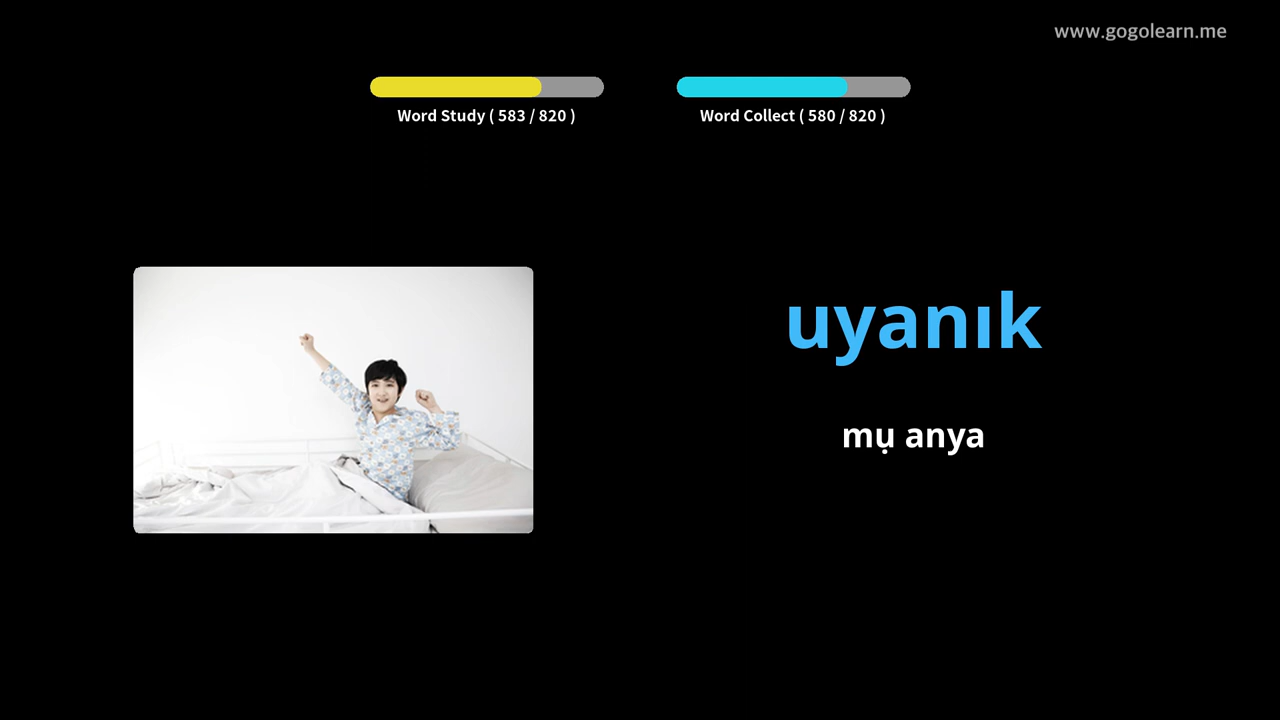 www.gogolearn.me
Word Study ( 583 / 820 )
Word Collect ( 580 / 820 )
uyanık
mụ anya